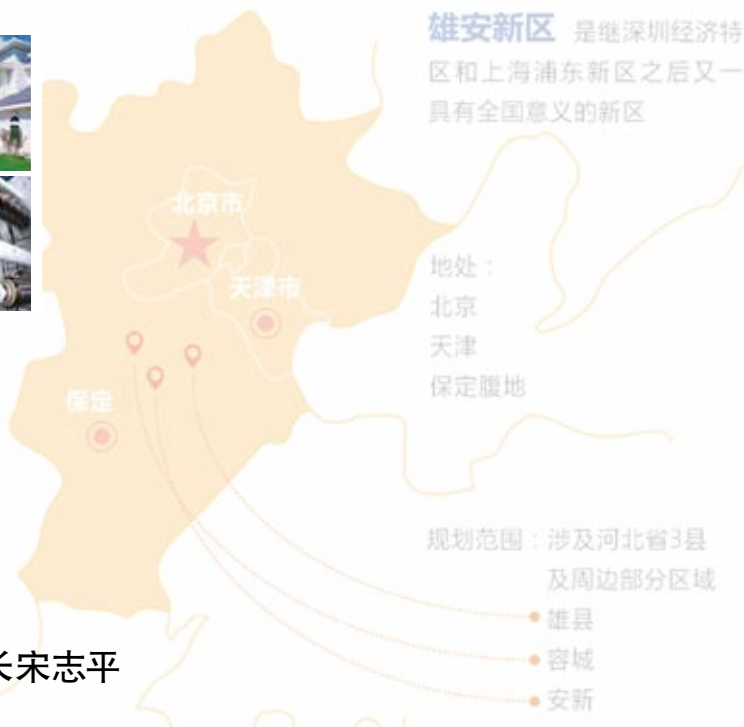 雄安新区 是继深圳经济特
区和上海浦东新区之后又一
具有全国意义的新区
北京市
天津市
保定
地处：
北京
天津
保定腹地
规划范围：涉及河北省3县
及周边部分区域
雄县
容城
安新
长宋志平